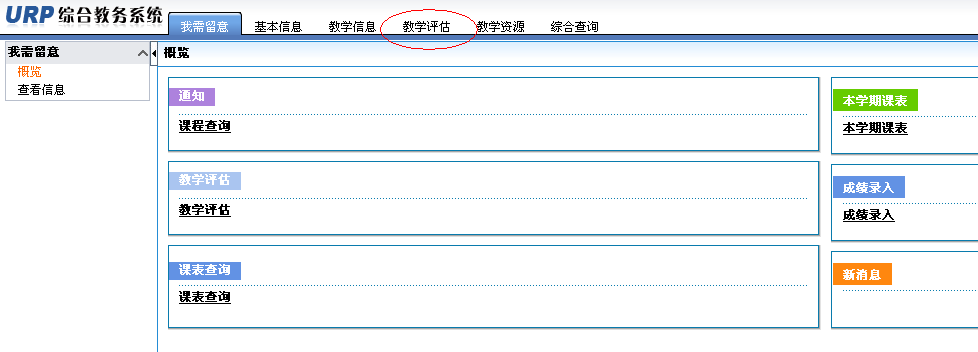 URP 综合教务系统
我需留意 基本信息 教学信息 教学评估 教学资源 综合查询
我需留意
概览
查看信息
概览
通知
课程查询
教学评估
教学评估
课表查询
课表查询
本学期课表
本学期课表
成绩录入
成绩录入
新消息